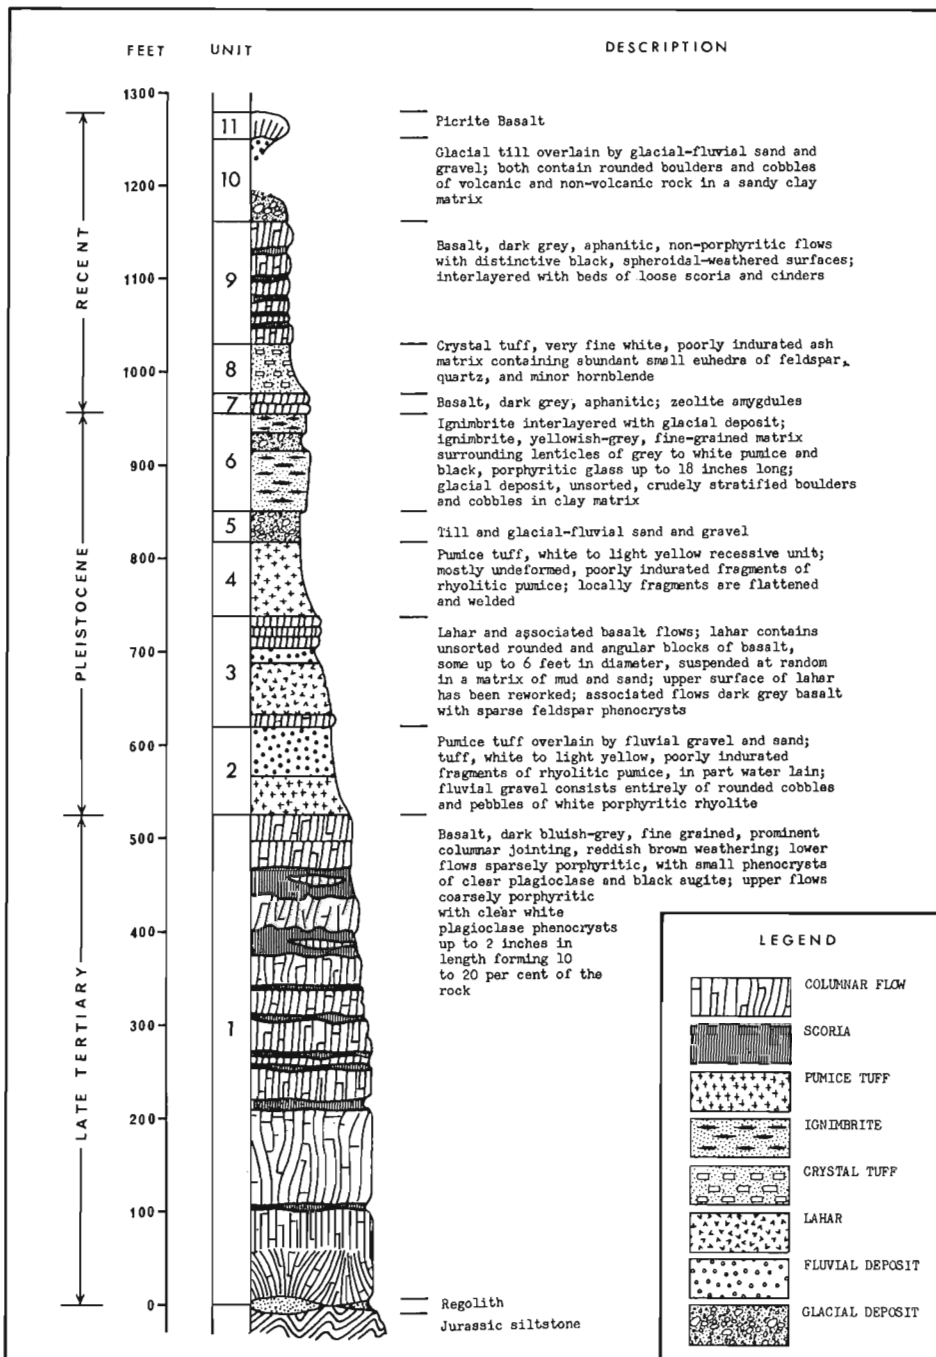 FEET UNIT DESCRIPTION
1300
11 Picrite Basalt
10
Glacial till overlain by glacial-fluvial sand and
gravel; both contain rounded boulders and cobbles
of volcanic and non-volcanic rock in a sandy clay
matrix
1200
RECENT
9
Basalt, dark grey, aphanitic, non-porphyritic flows
with distinctive black, spheroidal-weathered surfaces;
interlayered with beds of loose scoria and cinders
1100
8
Crystal tuff, very fine white, poorly indurated ash
matrix containing abundant small euhedra of feldspar,
quartz, and minor hornblende
1000
7 Basalt, dark grey, aphanitic; zeolite amygdules
6
Ignimbrite interlayered with glacial deposit;
ignimbrite, yellowish-grey, fine-grained matrix
surrounding lenticles of grey to white pumice and
black, porphyritic glass up to 18 inches long;
glacial deposit, unsorted, crudely stratified boulders
and cobbles in clay matrix
900
5 Till and glacial-fluvial sand and gravel
800
PLEISTOCENE
4
Pumice tuff, white to light yellow recessive unit;
mostly undeformed, poorly indurated fragments of
rhyolitic pumice; locally fragments are flattened
and welded
700
3
Lahar and associated basalt flows; lahar contains
unsorted rounded and angular blocks of basalt,
some up to 6 feet in diameter, suspended at random
in a matrix of mud and sand; upper surface of lahar
has been reworked; associated flows dark grey basalt
with sparse feldspar phenocrysts
600
2
Pumice tuff overlain by fluvial gravel and sand;
tuff, white to light yellow, poorly indurated
fragments of rhyolitic pumice, in part water lain;
fluvial gravel consists entirely of rounded cobbles
and pebbles of white porphyritic rhyolite
500
LATE TERTIARY
1
Basalt, dark bluish-grey, fine grained, prominent
columnar jointing, reddish brown weathering; lower
flows sparsely porphyritic, with small phenocrysts
of clear plagioclase and black augite; upper flows
coarsely porphyritic
with clear white
plagioclase phenocrysts
up to 2 inches in
length forming 10
to 20 per cent of the
rock
400
300
200
100
0
Regolith
Jurassic siltstone
LEGEND
COLUMNAR FLOW
SCORIA
PUMICE TUFF
IGNIMBRITE
CRYSTAL TUFF
LAHAR
FLUVIAL DEPOSIT
GLACIAL DEPOSIT